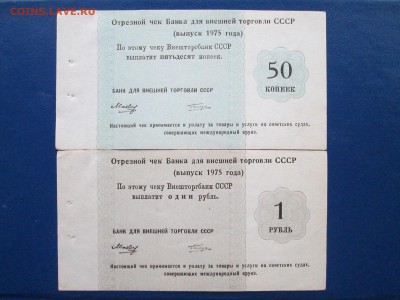 COINS.LAVE.RU
Отрезной чек Банка для внешней торговли СССР
(выпуск 1975 года)
По этому чеку Внешторгбанк СССР
выплатит пятьдесят копеек.
50
КОПЕЕК
БАНК ДЛЯ ВНЕШНЕЙ ТОРГОВЛИ СССР
Настоящий чек принимается в уплату за товары и услуги на советских судах,
совершающих международный круиз.
Отрезной чек Банка для внешней торговли СССР
(выпуск 1975 года)
По этому чеку Внешторгбанк СССР
выплатит один рубль.
1
РУБЛЬ
БАНК ДЛЯ ВНЕШНЕЙ ТОРГОВЛИ СССР
Настоящий чек принимается в уплату за товары и услуги на советских судах,
совершающих международный круиз.